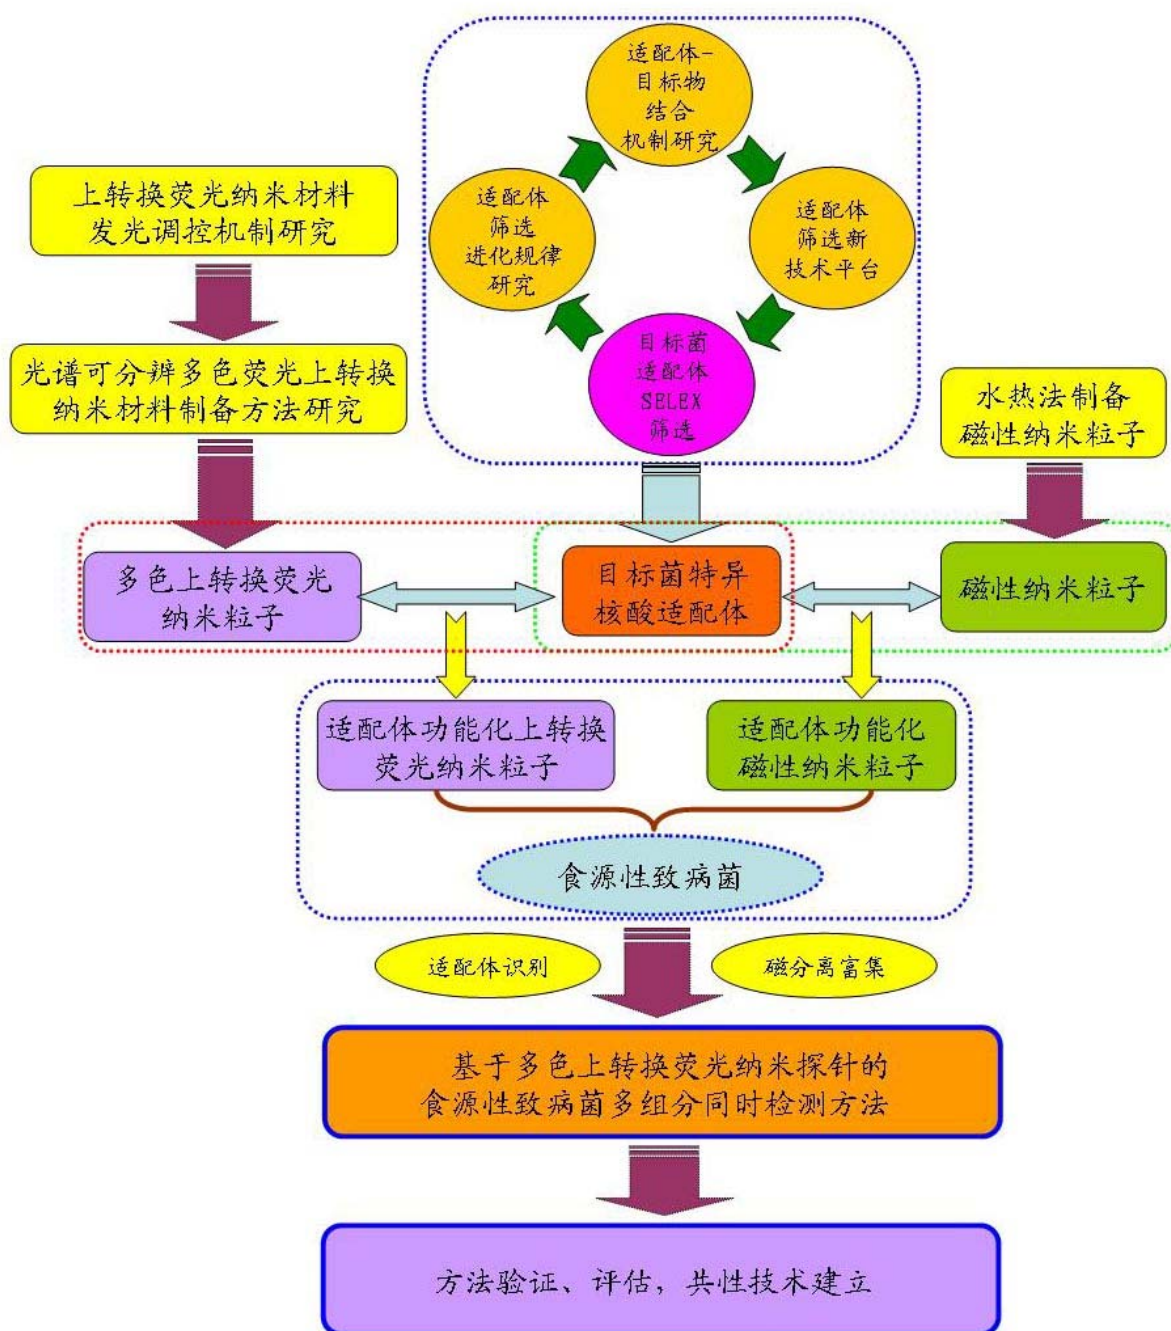 适配体-
目标物
结合
机制研究
上转换荧光纳米材料
发光调控机制研究
适配体
筛选
进化规律
研究
适配体
筛选新
技术平台
目标菌
适配体
SELEX
筛选
光谱可分辨多色荧光上转换
纳米材料制备方法研究
水热法制备
磁性纳米粒子
多色上转换荧光
纳米粒子
目标菌特异
核酸适配体
磁性纳米粒子
适配体功能化上转换
荧光纳米粒子
适配体功能化
磁性纳米粒子
食源性致病菌
适配体识别
磁分离富集
基于多色上转换荧光纳米探针的
食源性致病菌多组分同时检测方法
方法验证、评估，共性技术建立